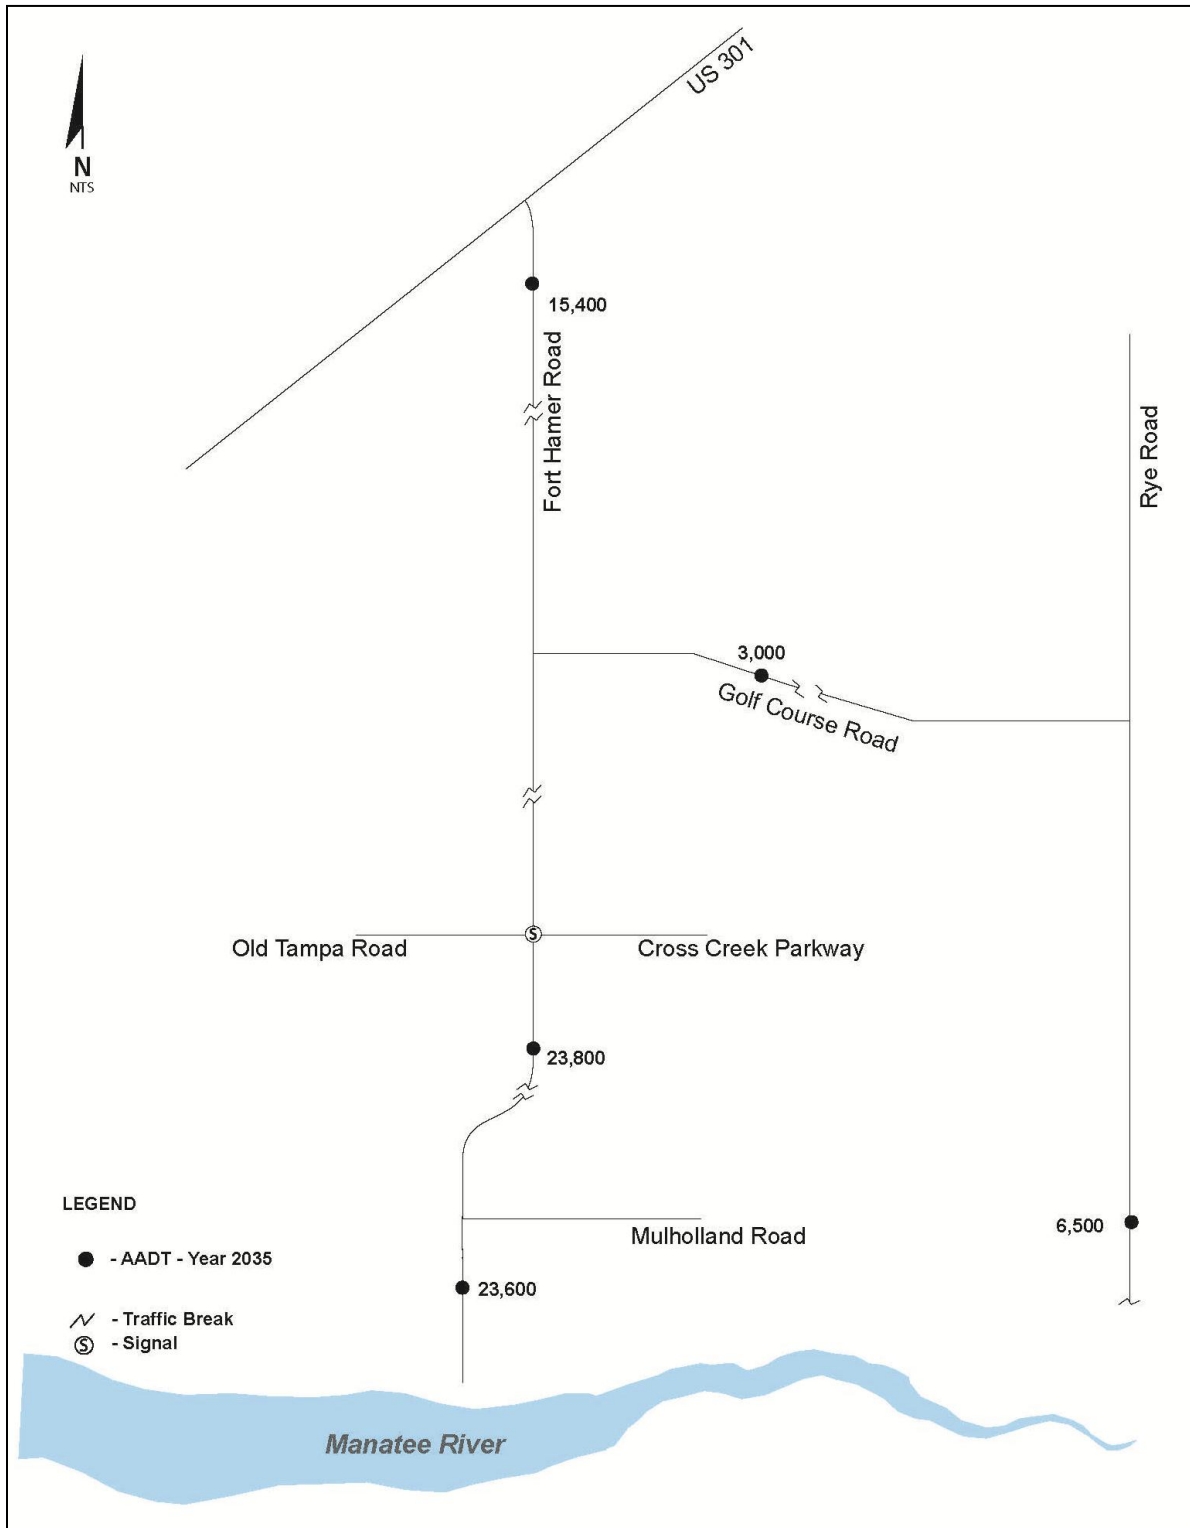 US 301
N
NTS
15,400
Fort Hamer Road
Rye Road
3,000
Golf Course Road
S
Old Tampa Road
Cross Creek Parkway
23,800
LEGEND
Mulholland Road
6,500
- AADT - Year 2035
23,600
- Traffic Break
S - Signal
Manatee River